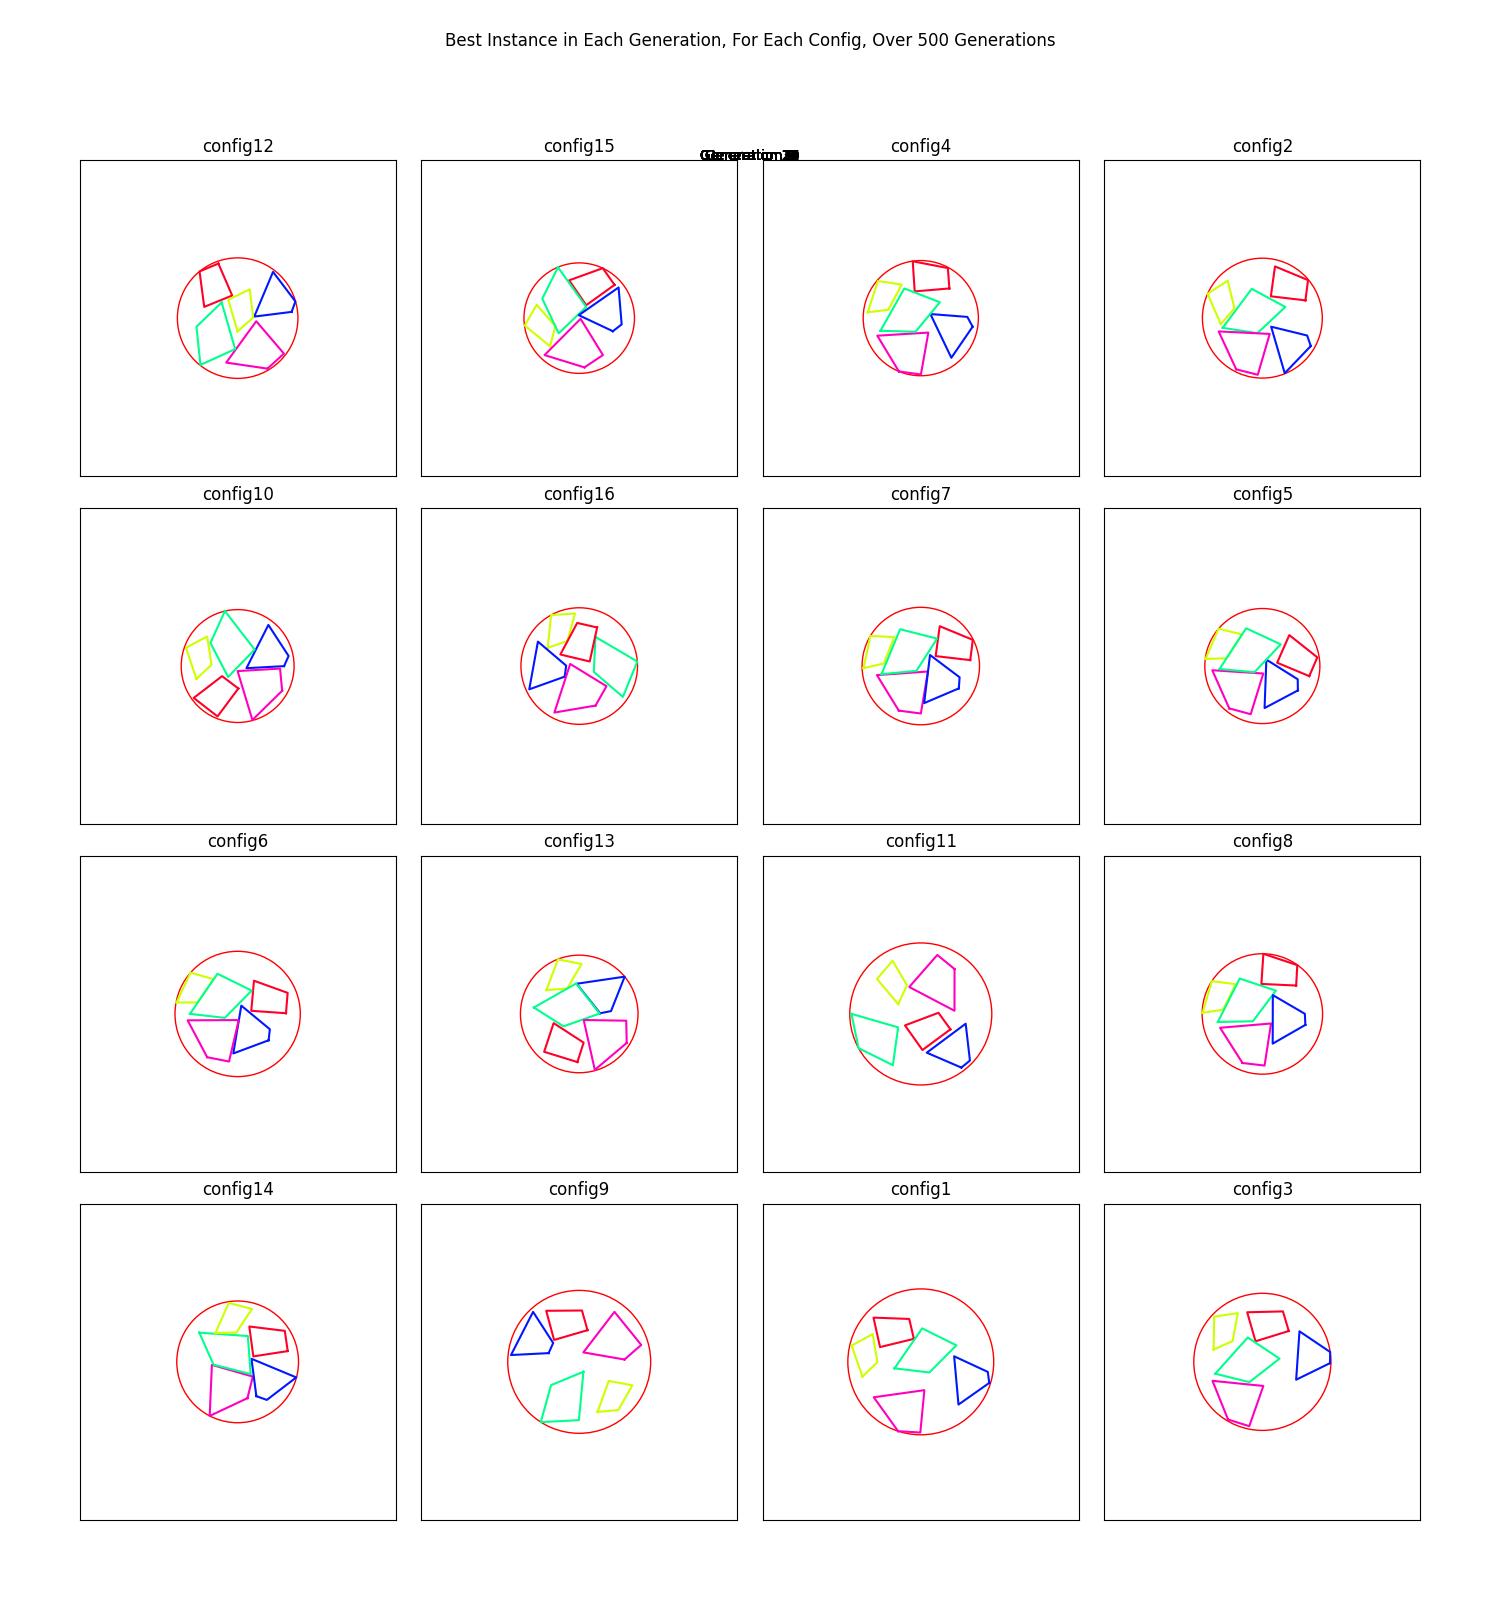 Best Instance in Each Generation, For Each Config, Over 500 Generations
config12
config15
config4
config2
config10
config16
config7
config5
config6
config13
config11
config8
config14
config9
config1
config3